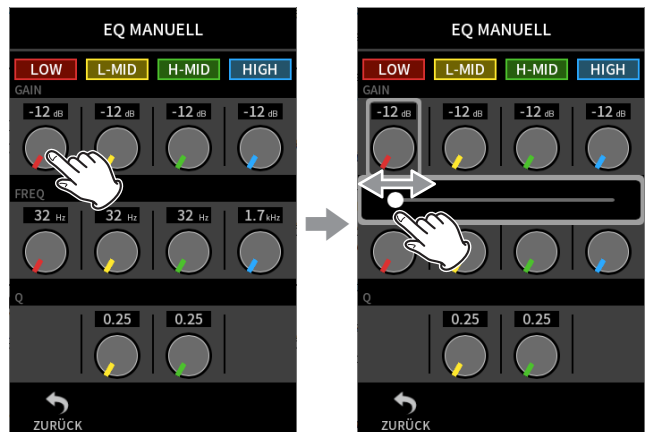 EQ MANUELL
LOW L-MID H-MID HIGH
GAIN
-12 dB -12 dB -12 dB -12 dB
FREQ
32 Hz 32 Hz 32 Hz 1.7 kHz
Q
0.25 0.25
ZURÜCK
EQ MANUELL
LOW L-MID H-MID HIGH
GAIN
-12 dB -12 dB -12 dB -12 dB
Q
0.25 0.25
ZURÜCK